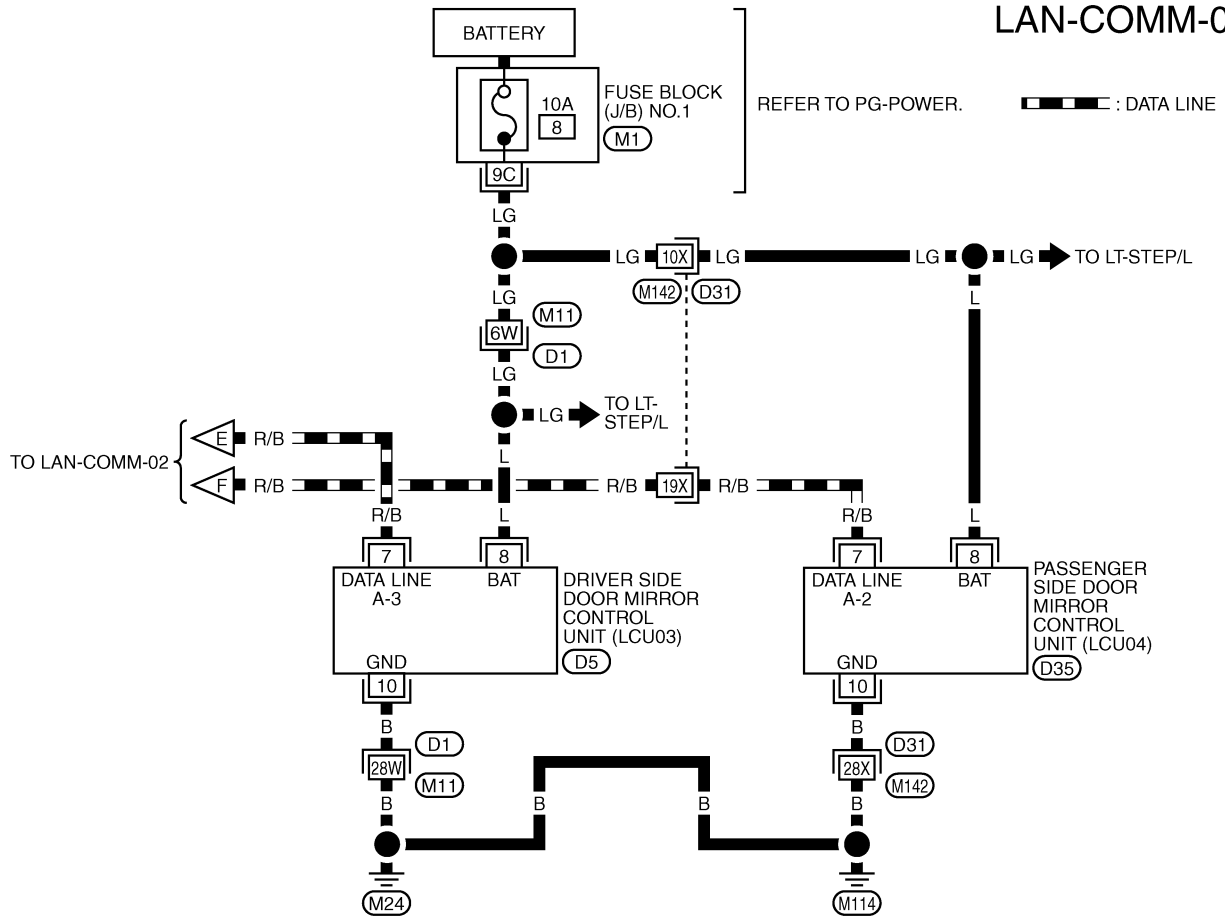 LAN-COMM-0
BATTERY
10A
8
FUSE BLOCK
(J/B) NO.1
M1
REFER TO PG-POWER.
: DATA LINE
9C
LG
LG
10X
LG
LG
LG
TO LT-STEP/L
M142
D31
LG
L
M11
6W
D1
LG
LG
TO LT-
STEP/L
TO LAN-COMM-02
E
R/B
F
R/B
L
R/B
19X
R/B
R/B
L
R/B
L
7
8
7
8
DATA LINE
A-3
BAT
DRIVER SIDE
DOOR MIRROR
CONTROL
UNIT (LCU03)
D5
GND
10
DATA LINE
A-2
BAT
PASSENGER
SIDE DOOR
MIRROR
CONTROL
UNIT (LCU04)
D35
GND
10
B
B
D1
28W
M11
D31
28X
M142
B
B
B
B
M24
M114